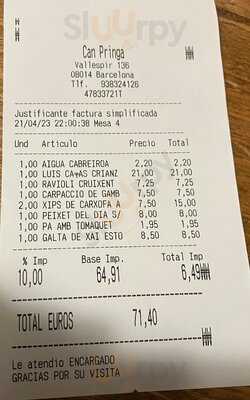 Slurrpy
Can Pringa
Vallespir 136
08014 Barcelona
Tlf. 938324126
47833721T
Justificante factura simplificada
21/04/23 22:00:38 Mesa 4
Und Artículo Precio Total
1,00 AIGUA CABREIROA 2,20 2,20
1,00 LUIS CA+AS CRIANZ 21,00 21,00
1,00 RAVIOLI CRUIXENT 7,25 7,25
1,00 CARPACCIO DE GAMB 7,50 7,50
2,00 XIPS DE CARXOFA A 7,50 15,00
1,00 PEIXET DEL DIA S/ 8,00 8,00
1,00 PA AMB TOMAQUET 1,95 1,95
1,00 GALTA DE XAI ESTO 8,50 8,50
% Imp Base Imp. Total Imp.
10,00 64,91 6,49
TOTAL EUROS 71,40
Le atendio ENCARGADO
GRACIAS POR SU VISITA